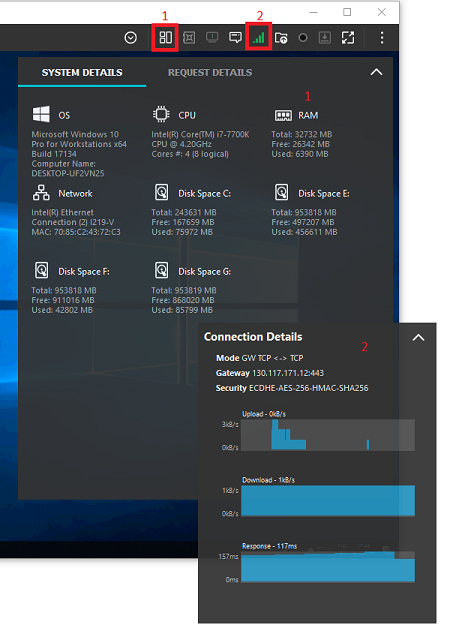 1
2
SYSTEM DETAILS
REQUEST DETAILS
OS
Microsoft Windows 10
Pro for Workstations x64
Build 17134
Computer Name:
DESKTOP-UF2VN25
CPU
Intel(R) Core(TM) i7-7700K
CPU @ 4.20GHz
Cores #: 4 (8 logical)
1
RAM
Total: 32732 MB
Free: 26342 MB
Used: 6390 MB
Network
Intel(R) Ethernet
Connection (2) I219-V
MAC: 70:85:C2:43:72:C3
Disk Space C:
Total: 243631 MB
Free: 167659 MB
Used: 75972 MB
Disk Space E:
Total: 953818 MB
Free: 497207 MB
Used: 456611 MB
Disk Space F:
Total: 953818 MB
Free: 911016 MB
Used: 42802 MB
Disk Space G:
Total: 953819 MB
Free: 868020 MB
Used: 85799 MB
Connection Details
2
Mode GW TCP <-> TCP
Gateway 130.117.171.12:443
Security ECDHE-AES-256-HMAC-SHA256
Upload - 0kB/s
3kB/s
0kB/s
Download - 1kB/s
1kB/s
0kB/s
Response - 117ms
157ms
0ms